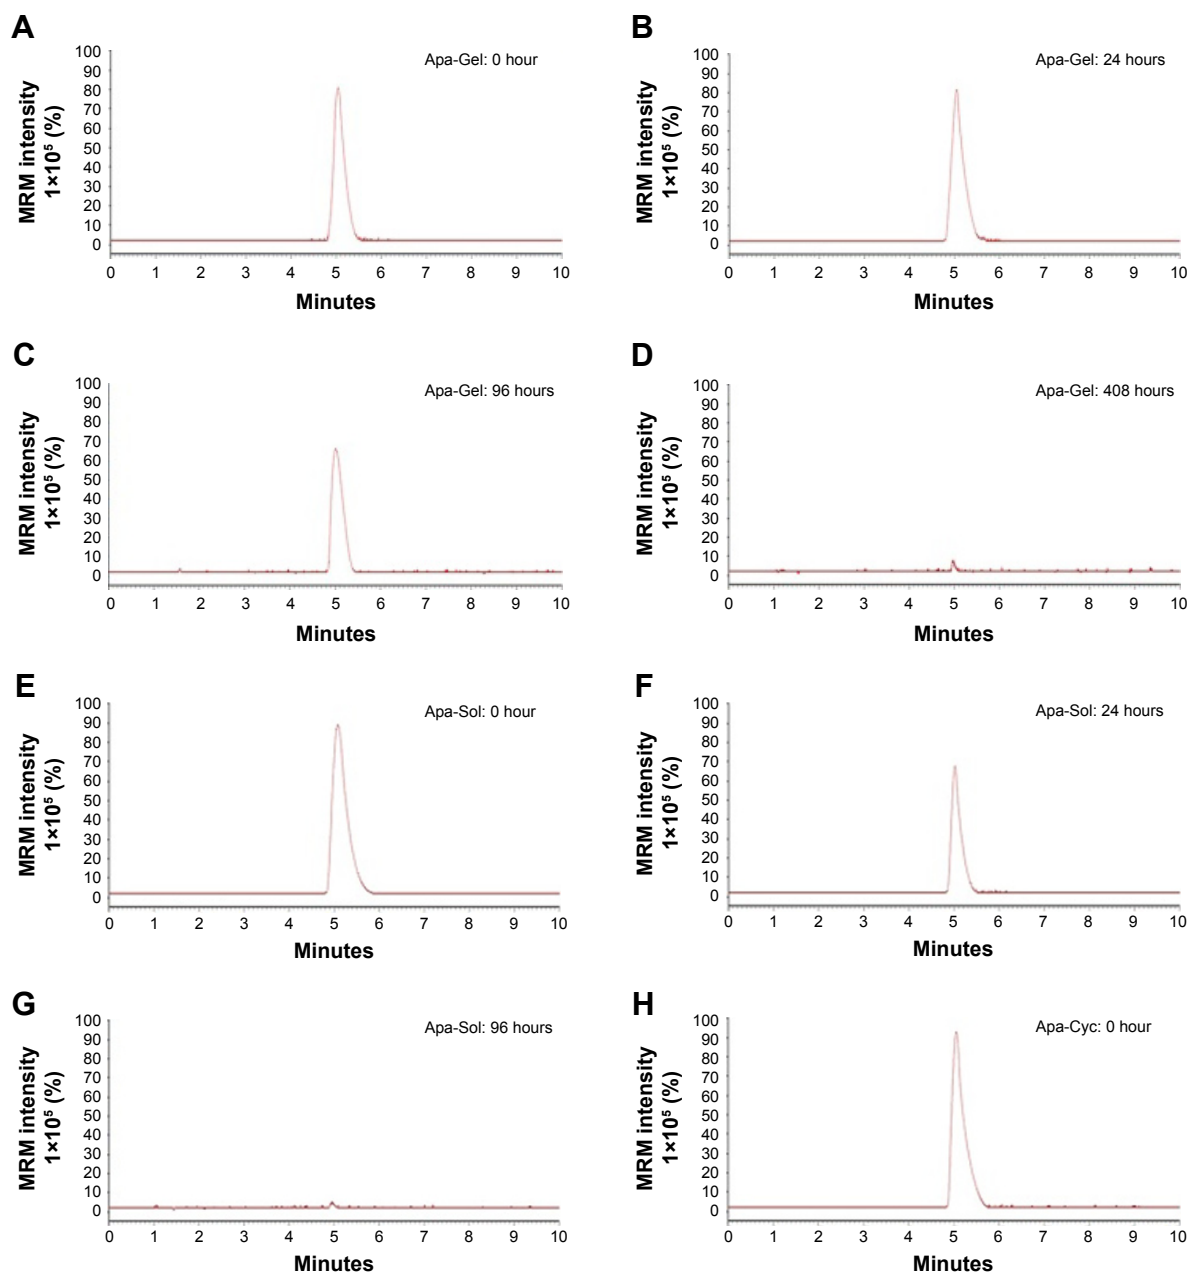 A
MRM intensity
1×10⁵ (%)
100
90
80
70
60
50
40
30
20
10
0
Apa-Gel: 0 hour
0 1 2 3 4 5 6 7 8 9 10
Minutes
B
MRM intensity
1×10⁵ (%)
100
90
80
70
60
50
40
30
20
10
0
Apa-Gel: 24 hours
0 1 2 3 4 5 6 7 8 9 10
Minutes
C
MRM intensity
1×10⁵ (%)
100
90
80
70
60
50
40
30
20
10
0
Apa-Gel: 96 hours
0 1 2 3 4 5 6 7 8 9 10
Minutes
D
MRM intensity
1×10⁵ (%)
100
90
80
70
60
50
40
30
20
10
0
Apa-Gel: 408 hours
0 1 2 3 4 5 6 7 8 9 10
Minutes
E
MRM intensity
1×10⁵ (%)
100
90
80
70
60
50
40
30
20
10
0
Apa-Sol: 0 hour
0 1 2 3 4 5 6 7 8 9 10
Minutes
F
MRM intensity
1×10⁵ (%)
100
90
80
70
60
50
40
30
20
10
0
Apa-Sol: 24 hours
0 1 2 3 4 5 6 7 8 9 10
Minutes
G
MRM intensity
1×10⁵ (%)
100
90
80
70
60
50
40
30
20
10
0
Apa-Sol: 96 hours
0 1 2 3 4 5 6 7 8 9 10
Minutes
H
MRM intensity
1×10⁵ (%)
100
90
80
70
60
50
40
30
20
10
0
Apa-Cyc: 0 hour
0 1 2 3 4 5 6 7 8 9 10
Minutes